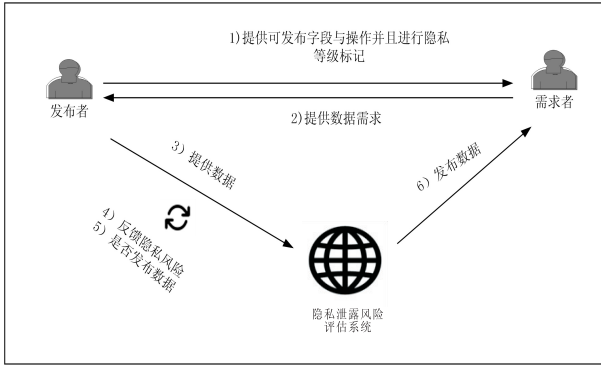 1)提供可发布字段与操作并且进行隐私
等级标记
发布者
需求者
2)提供数据需求
3）提供数据
6）发布数据
4）反馈隐私风险
5）是否发布数据
隐私泄露风险
评估系统